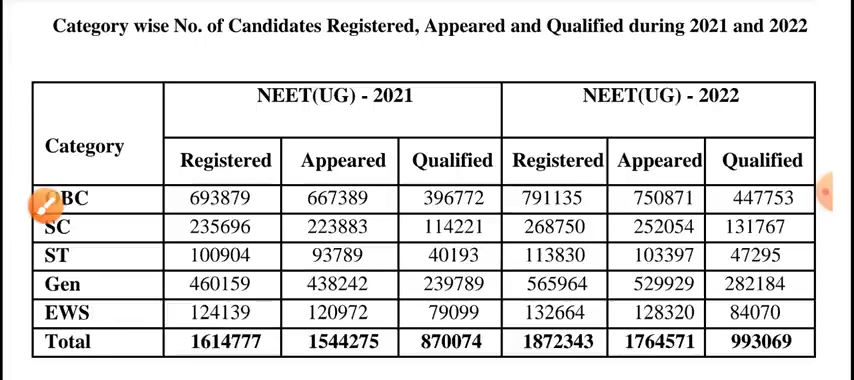 Category wise No. of Candidates Registered, Appeared and Qualified during 2021 and 2022
NEET(UG) - 2021 NEET(UG) - 2022
Category
Registered Appeared Qualified Registered Appeared Qualified
OBC 693879 667389 396772 791135 750871 447753
SC 235696 223883 114221 268750 252054 131767
ST 100904 93789 40193 113830 103397 47295
Gen 460159 438242 239789 565964 529929 282184
EWS 124139 120972 79099 132664 128320 84070
Total 1614777 1544275 870074 1872343 1764571 993069